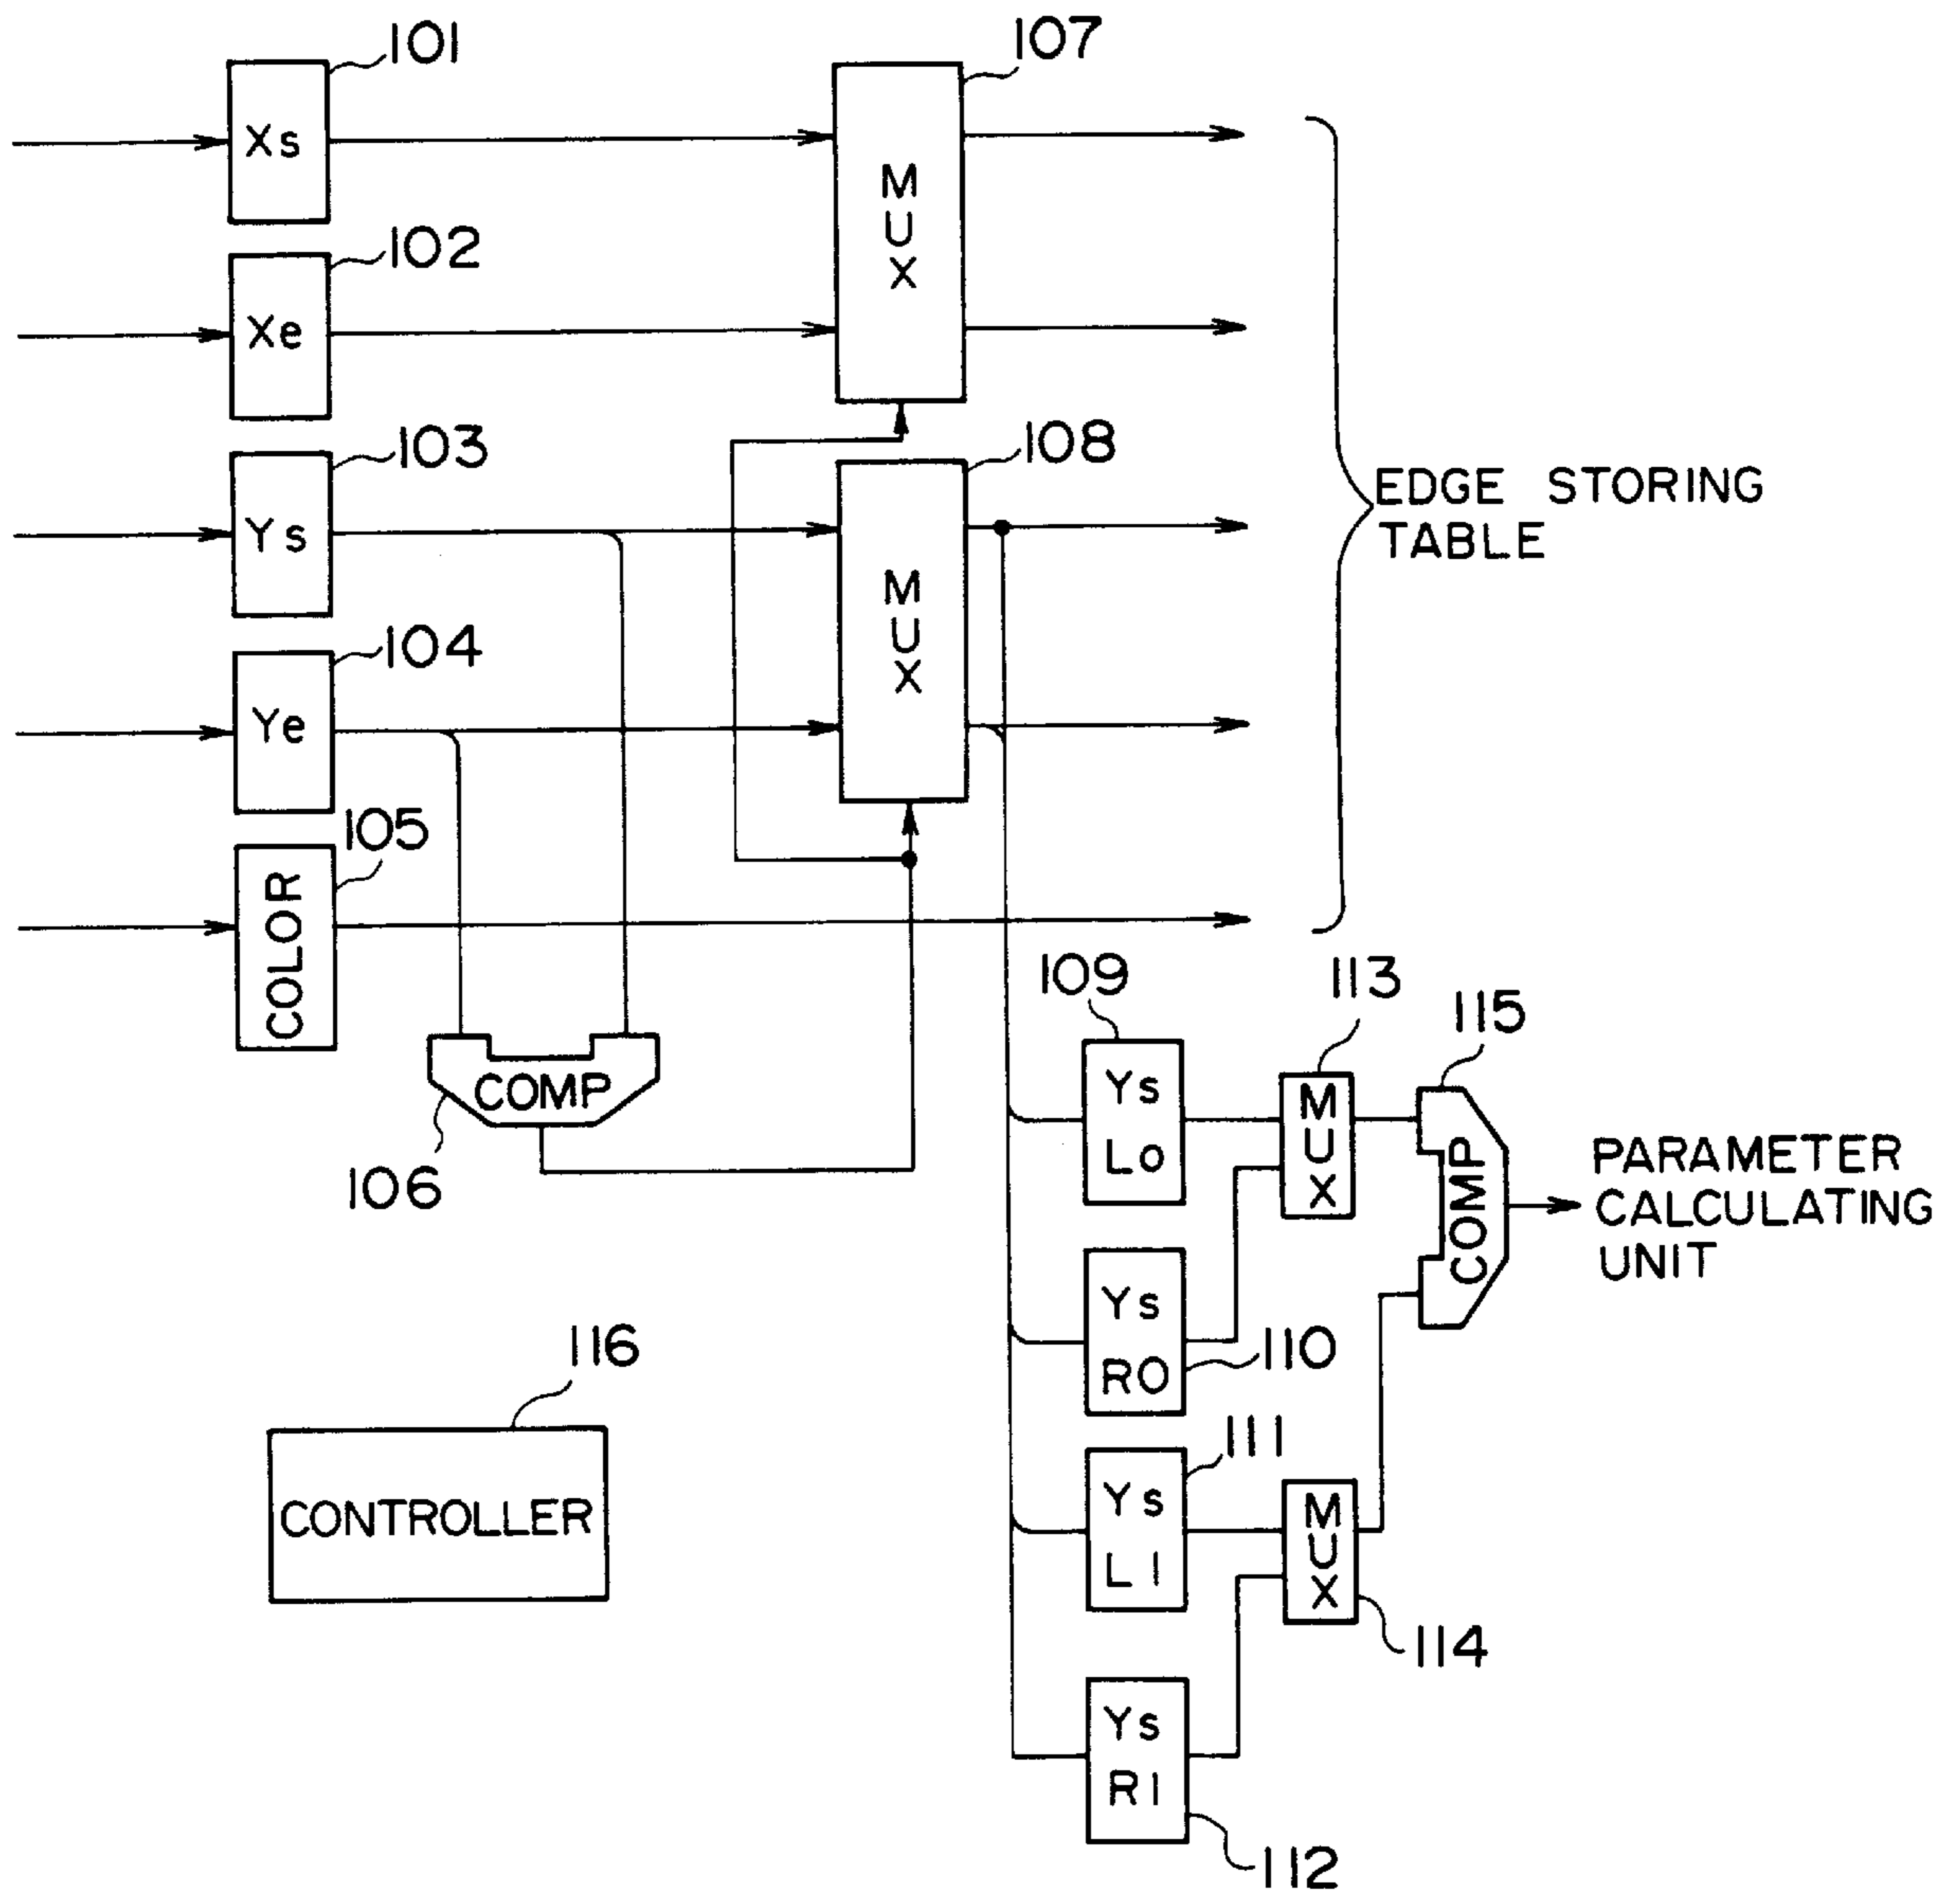 101
Xs
102
Xe
103
Ys
104
Ye
105
COLOR
COMP
106
107
MUX
108
MUX
EDGE STORING
TABLE
109
Ys
Lo
Ys
RO
110
111
Ys
L1
Ys
R1
112
113
MUX
MUX
114
115
COMP
PARAMETER
CALCULATING
UNIT
116
CONTROLLER